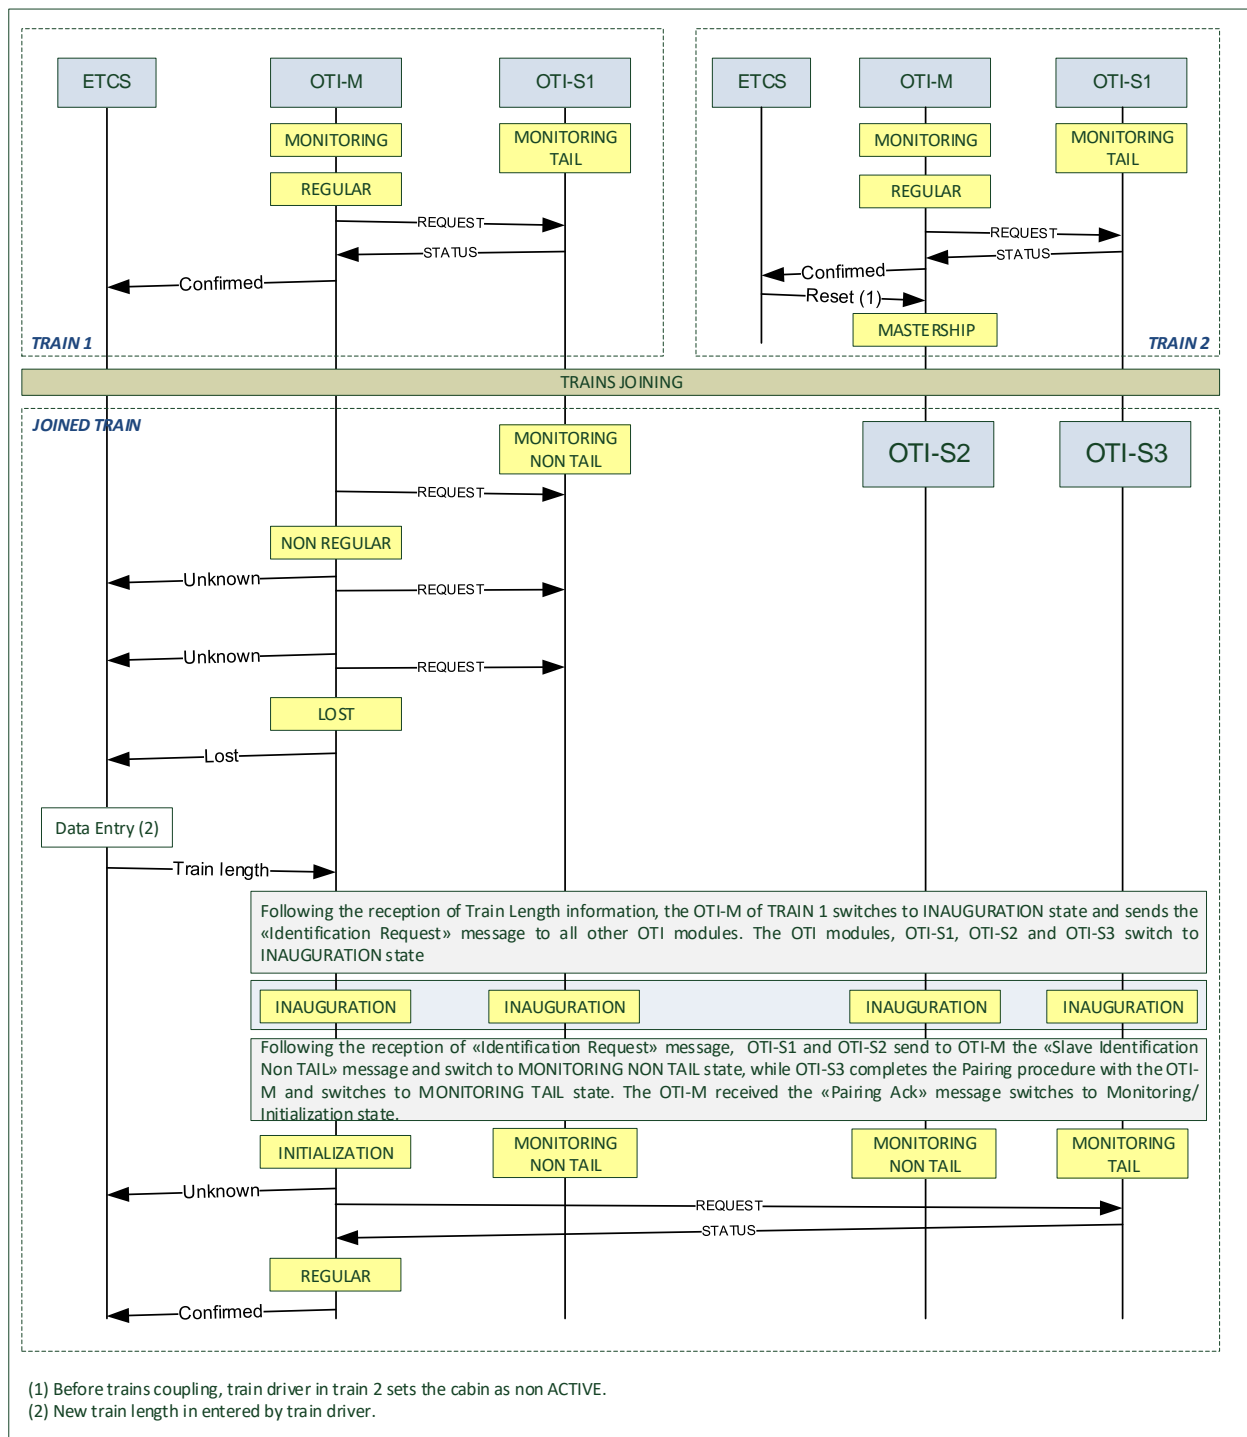 ETCS
OTI-M
OTI-S1
MONITORING
MONITORING
TAIL
REGULAR
REQUEST
STATUS
Confirmed
TRAIN 1
ETCS
OTI-M
OTI-S1
MONITORING
MONITORING
TAIL
REGULAR
REQUEST
STATUS
Confirmed
Reset (1)
MASTERSHIP
TRAIN 2
TRAINS JOINING
JOINED TRAIN
MONITORING
NON TAIL
OTI-S2
OTI-S3
REQUEST
NON REGULAR
Unknown
REQUEST
Unknown
REQUEST
LOST
Lost
Data Entry (2)
Train length
Following the reception of Train Length information, the OTI-M of TRAIN 1 switches to INAUGURATION state and sends the
«Identification Request» message to all other OTI modules. The OTI modules, OTI-S1, OTI-S2 and OTI-S3 switch to
INAUGURATION state
INAUGURATION
INAUGURATION
INAUGURATION
INAUGURATION
Following the reception of «Identification Request» message, OTI-S1 and OTI-S2 send to OTI-M the «Slave Identification
Non TAIL» message and switch to MONITORING NON TAIL state, while OTI-S3 completes the Pairing procedure with the OTI-
M and switches to MONITORING TAIL state. The OTI-M received the «Pairing Ack» message switches to Monitoring/
Initialization state.
INITIALIZATION
MONITORING
NON TAIL
MONITORING
NON TAIL
MONITORING
TAIL
Unknown
REQUEST
STATUS
REGULAR
Confirmed
(1) Before trains coupling, train driver in train 2 sets the cabin as non ACTIVE.
(2) New train length in entered by train driver.